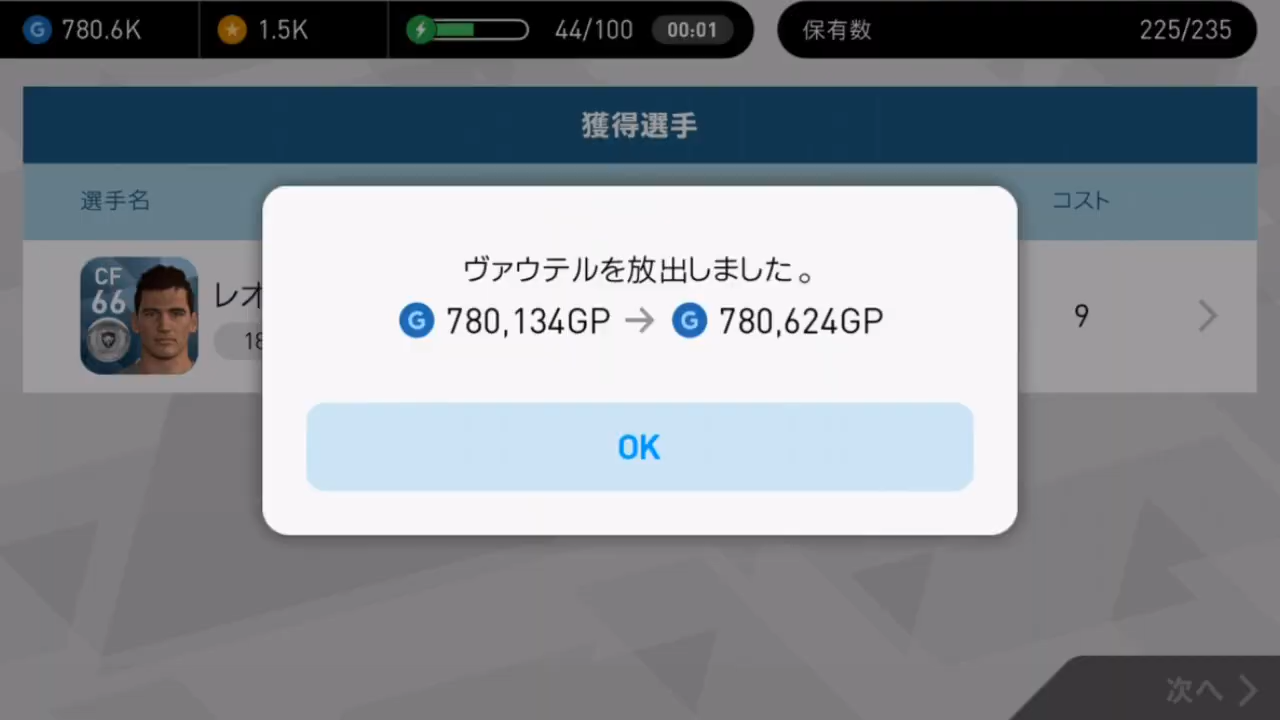 G 780.6K
1.5K
44/100
00:01
保有数
225/235
獲得選手
選手名
コスト
CF
66
レオ
18
9
ヴァウテルを放出しました。
G 780,134GP → G 780,624GP
OK
次へ